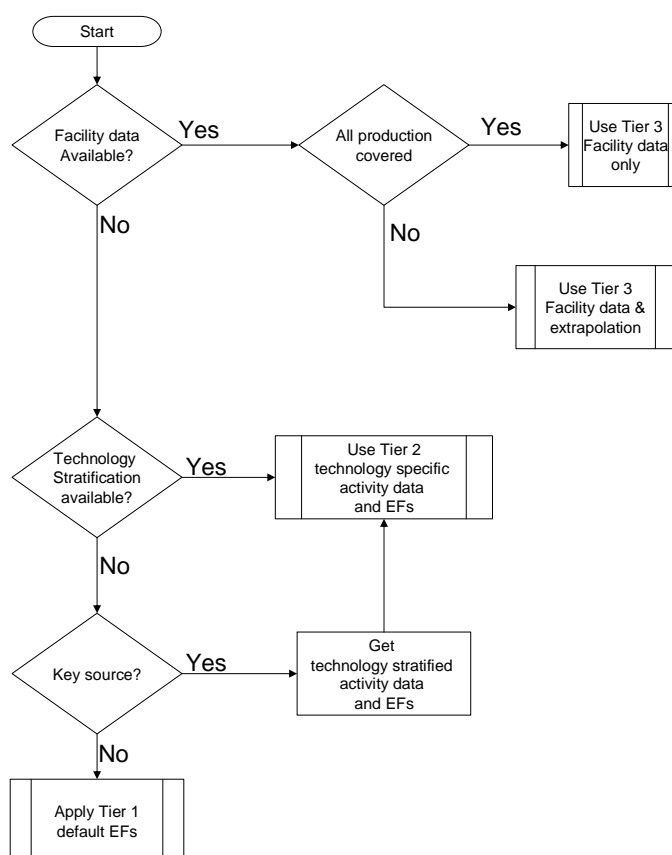 Start
Facility data
Available?
Yes
All production
covered
Yes
Use Tier 3
Facility data
only
No
No
Use Tier 3
Facility data &
extrapolation
Technology
Stratification
available?
Yes
Use Tier 2
technology specific
activity data
and EFs
No
Key source?
Yes
Get
technology stratified
activity data
and EFs
No
Apply Tier 1
default EFs